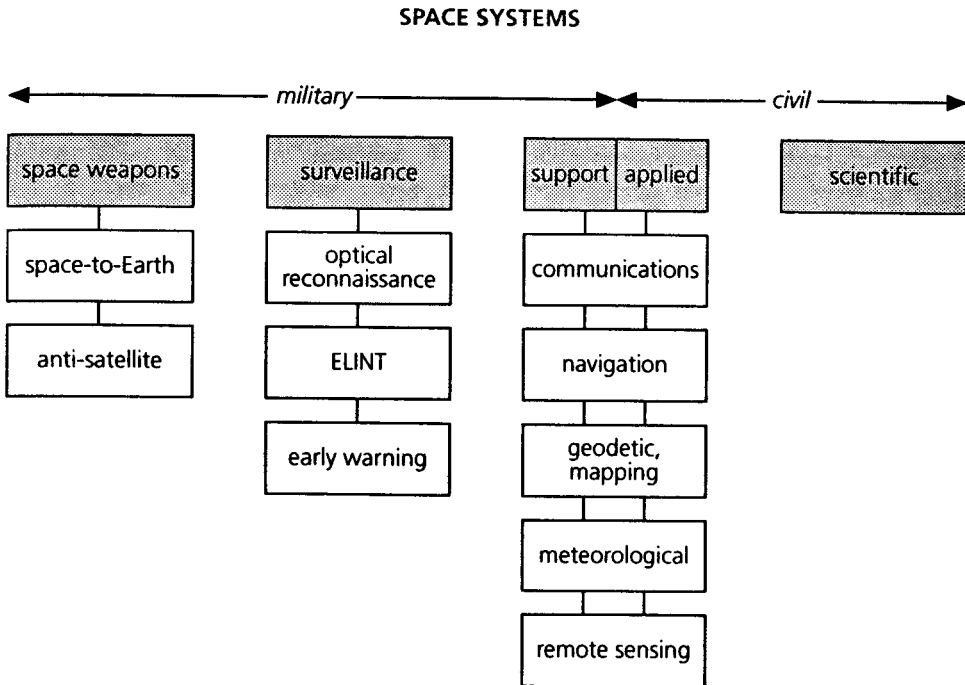 SPACE SYSTEMS
military
civil
space weapons
surveillance
support
applied
scientific
space-to-Earth
anti-satellite
optical
reconnaissance
ELINT
early warning
communications
navigation
geodetic,
mapping
meteorological
remote sensing